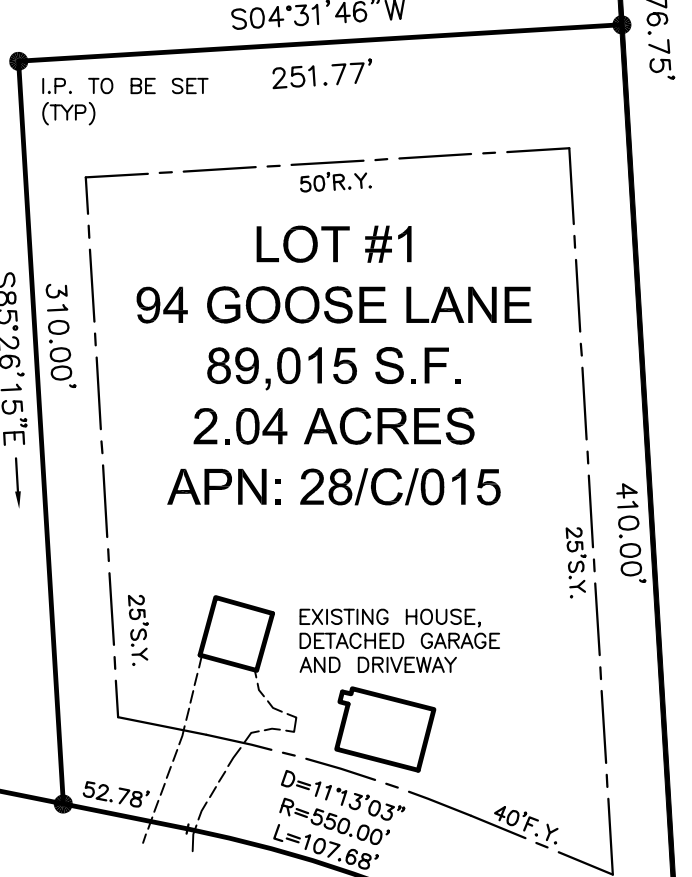 S04°31'46"W
76.75'
I.P. TO BE SET
(TYP)
251.77'
50'R.Y.
LOT #1
94 GOOSE LANE
89,015 S.F.
2.04 ACRES
APN: 28/C/015
S85°26'15"E
310.00'
410.00'
25'S.Y.
25'S.Y.
EXISTING HOUSE,
DETACHED GARAGE
AND DRIVEWAY
52.78'
D=11°13'03"
R=550.00'
L=107.68'
40'F.Y.